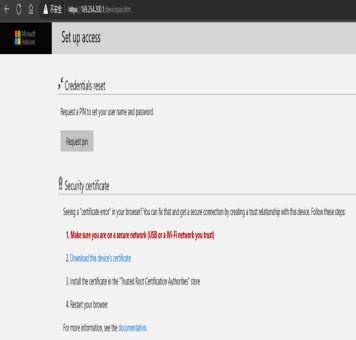 不安全 | https://169.254.200.1/devicepair.htm
Microsoft
HoloLens
Set up access
Credentials reset
Request a PIN to set your user name and password
Request pin
Security certificate
Seeing a "certificate error" in your browser? You can fix that and get a secure connection by creating a trust relationship with this device. Follow these steps:
1. Make sure you are on a secure network (USB or a Wi-Fi network you trust)
2. Download this device's certificate
3. Install the certificate in the "Trusted Root Certification Authorities" store
4. Restart your browser
For more information, see the documentation.